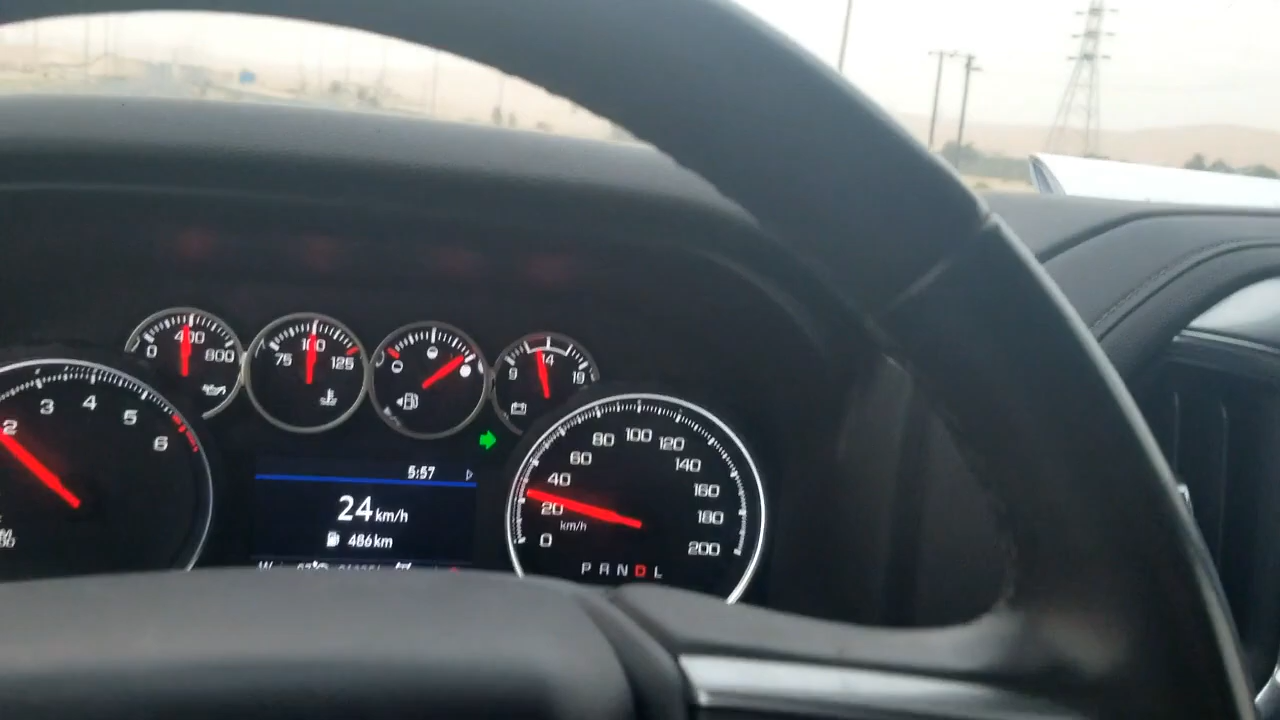 0 400 800
75 100 125
9 14 19
2 3 4 5 6
5:57
24 km/h
486 km
0 20 40 60 80 100 120 140 160 180 200
km/h
P R N D L
W